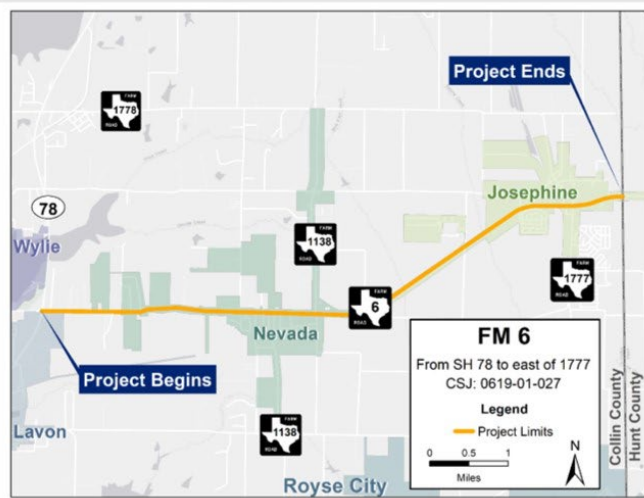 Project Ends
FARM
1778
ROAD
Josephine
78
Wylie
FARM
1138
ROAD
FARM
1777
ROAD
FARM
6
ROAD
Nevada
Project Begins
FM 6
From SH 78 to east of 1777
CSJ: 0619-01-027
Legend
Project Limits
0 0.5 1
Miles
N
Collin County
Hunt County
Lavon
FARM
1138
ROAD
Royse City